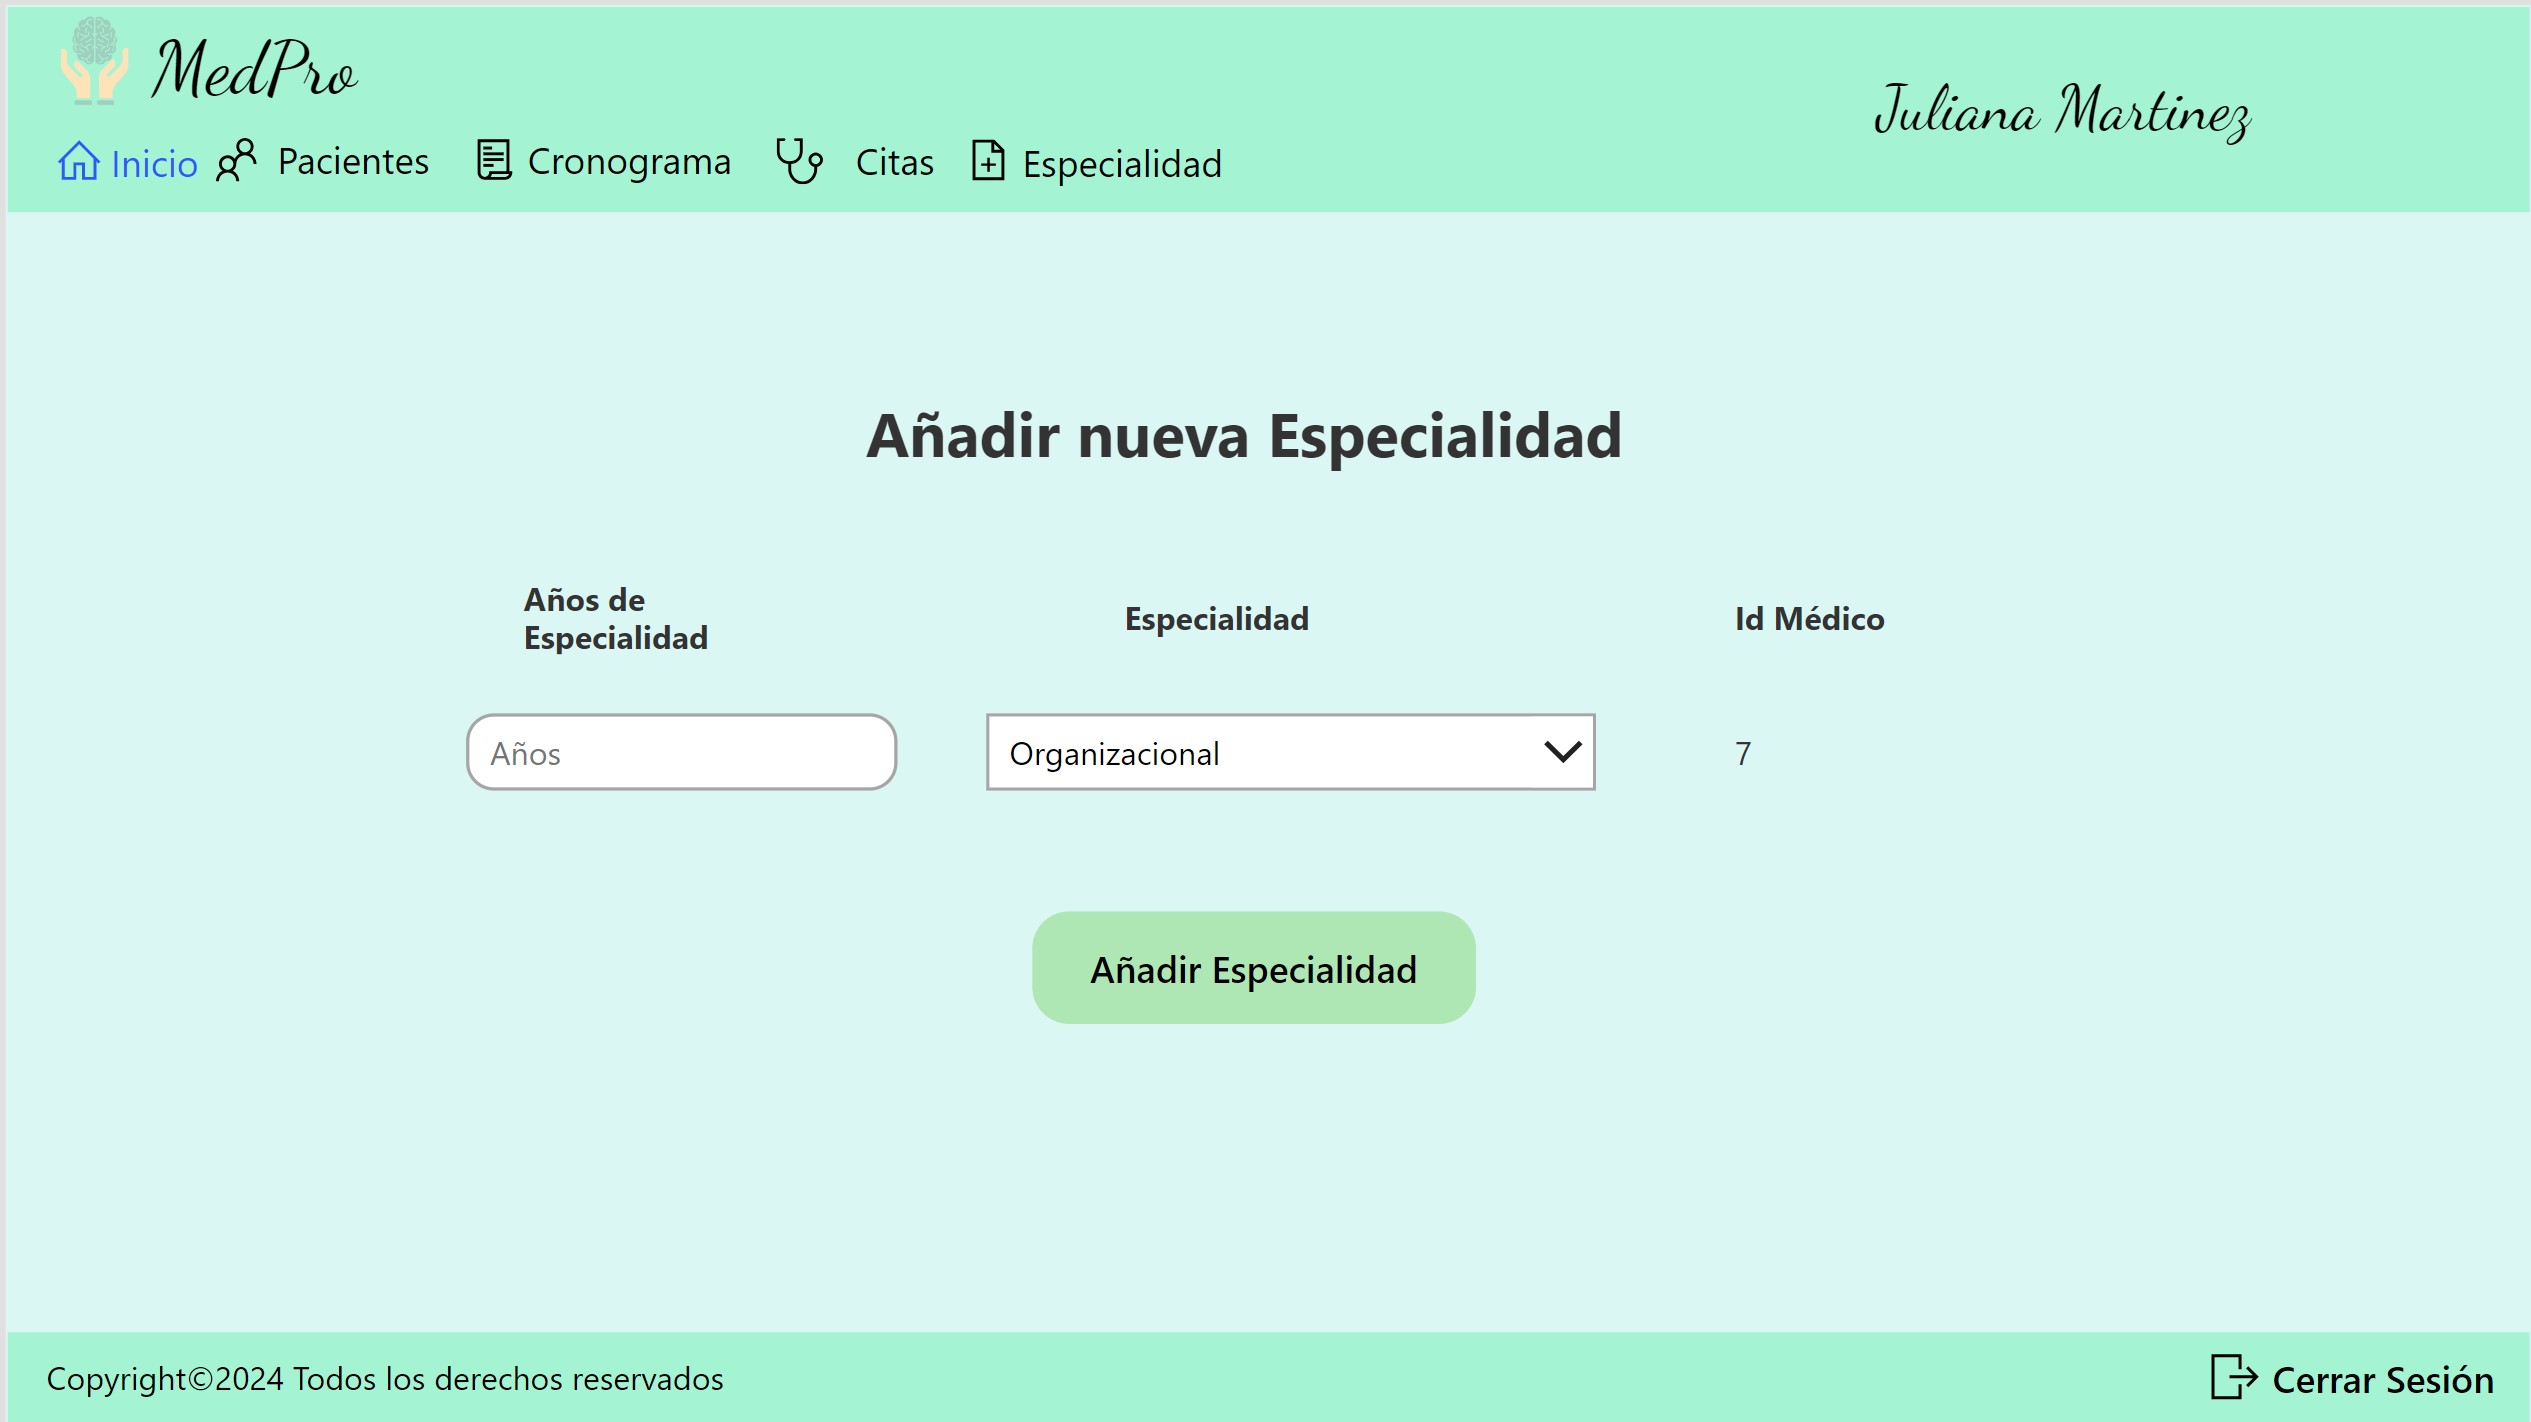 MedPro
Juliana Martinez
Inicio Pacientes Cronograma Citas Especialidad
Añadir nueva Especialidad
Años de
Especialidad
Especialidad
Id Médico
Años
Organizacional
7
Añadir Especialidad
Copyright©2024 Todos los derechos reservados
Cerrar Sesión